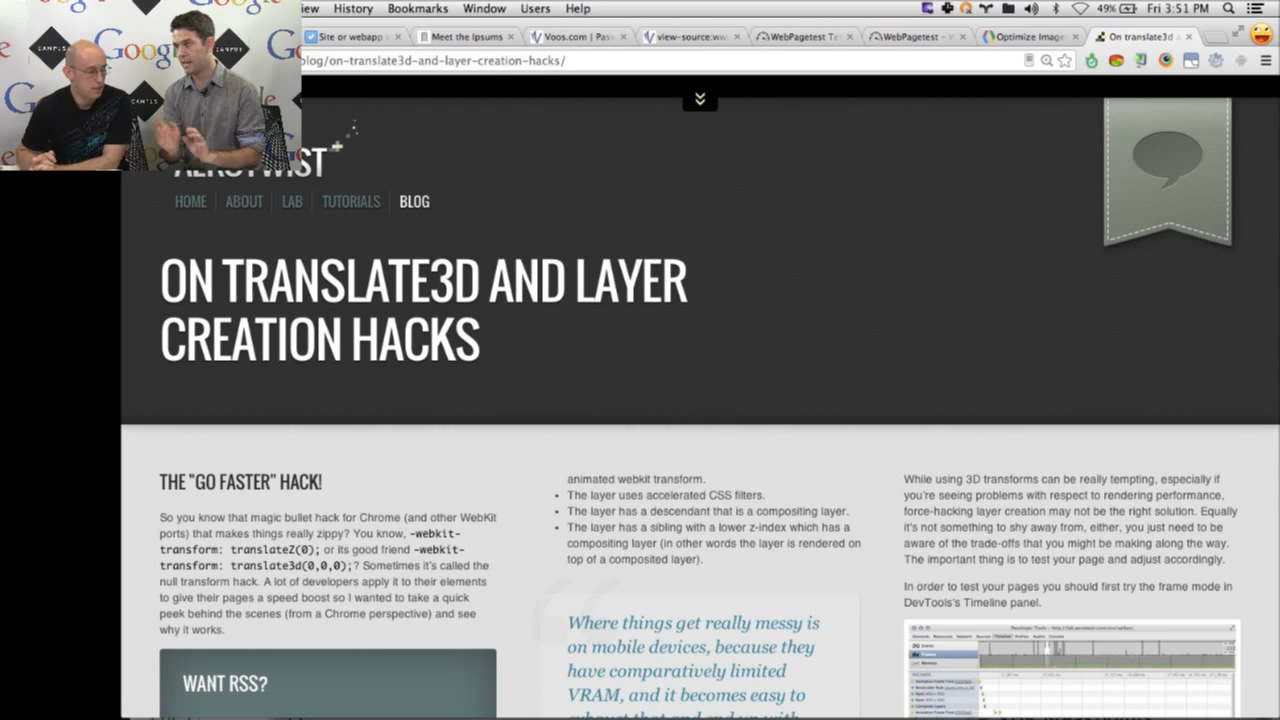 View History Bookmarks Window Users Help 49% Fri 3:51 PM
Site or webapp Meet the Ipsums Voos.com | Pass view-source:ww WebPagetest Te WebPagetest - Optimize Image On translate3d a
blog/on-translate3d-and-layer-creation-hacks/
Google
CAMPUS
AEROTWIST
HOME ABOUT LAB TUTORIALS BLOG
ON TRANSLATE3D AND LAYER
CREATION HACKS
THE "GO FASTER" HACK!
So you know that magic bullet hack for Chrome (and other WebKit
ports) that makes things really zippy? You know, -webkit-
transform: translateZ(0); or its good friend -webkit-
transform: translate3d(0,0,0);? Sometimes it's called the
null transform hack. A lot of developers apply it to their elements
to give their pages a speed boost so I wanted to take a quick
peek behind the scenes (from a Chrome perspective) and see
why it works.
WANT RSS?
animated webkit transform.
• The layer uses accelerated CSS filters.
• The layer has a descendant that is a compositing layer.
• The layer has a sibling with a lower z-index which has a
compositing layer (in other words the layer is rendered on
top of a composited layer).
Where things get really messy is
on mobile devices, because they
have comparatively limited
VRAM, and it becomes easy to
While using 3D transforms can be really tempting, especially if
you're seeing problems with respect to rendering performance,
force-hacking layer creation may not be the right solution. Equally
it's not something to shy away from, either, you just need to be
aware of the trade-offs that you might be making along the way.
The important thing is to test your page and adjust accordingly.
In order to test your pages you should first try the frame mode in
DevTools's Timeline panel.